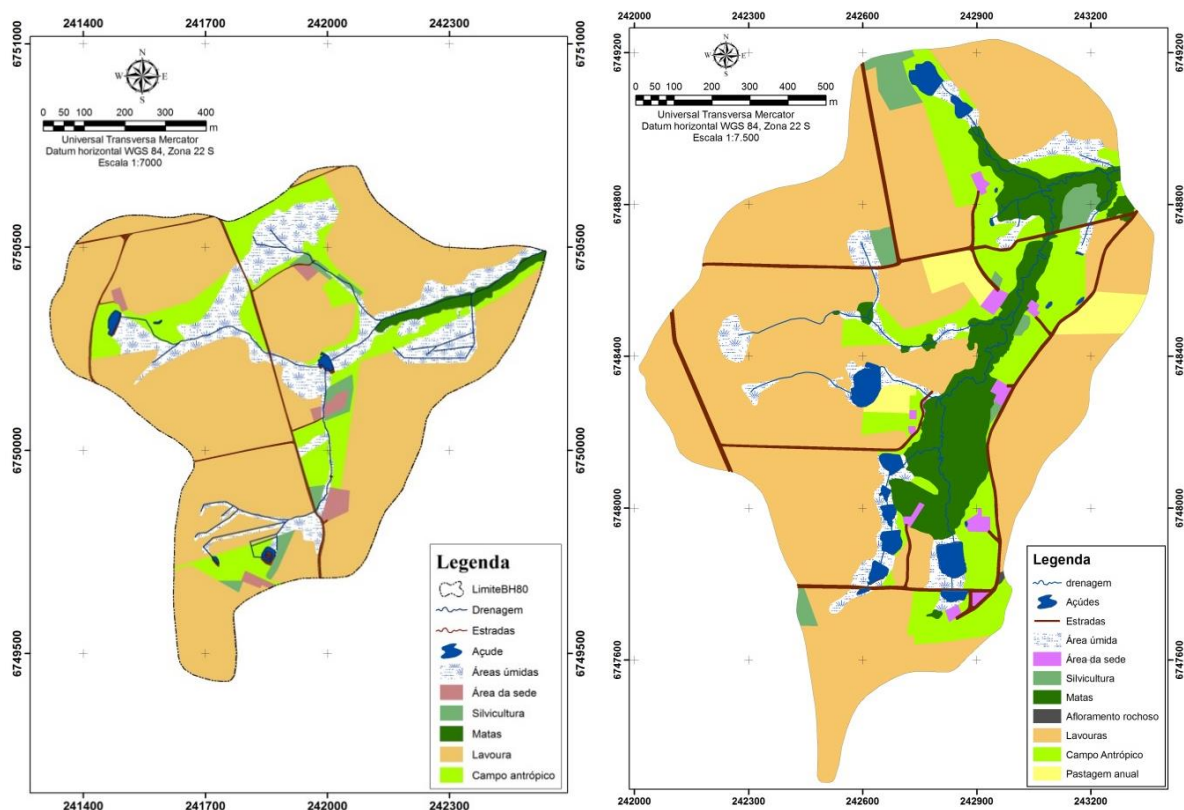 241400 241700 242000 242300
6751000
6750500
6750000
6749500
N
W E
S
0 50 100 200 300 400
m
Universal Transversa Mercator
Datum horizontal WGS 84, Zona 22 S
Escala 1:7000
6751000
6750500
6750000
6749500
Legenda
LimiteBH80
Drenagem
Estradas
Açude
Áreas úmidas
Área da sede
Silvicultura
Matas
Lavoura
Campo antrópico
241400 241700 242000 242300
242000 242300 242600 242900 243200
6749200
6748800
6748400
6748000
6747600
N
W E
S
0 50 100 200 300 400 500
m
Universal Transversa Mercator
Datum horizontal WGS 84, Zona 22 S
Escala 1:7.500
6749200
6748800
6748400
6748000
6747600
Legenda
drenagem
Açúdes
Estradas
Área úmida
Área da sede
Silvicultura
Matas
Afloramento rochoso
Lavouras
Campo Antrópico
Pastagem anual
242000 242300 242600 242900 243200